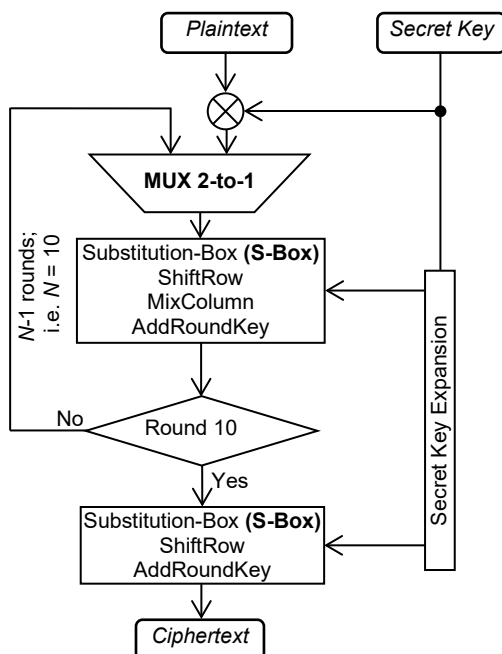 Plaintext
Secret Key
MUX 2-to-1
N-1 rounds;
i.e. N = 10
Substitution-Box (S-Box)
ShiftRow
MixColumn
AddRoundKey
Secret Key Expansion
No
Round 10
Yes
Substitution-Box (S-Box)
ShiftRow
AddRoundKey
Ciphertext